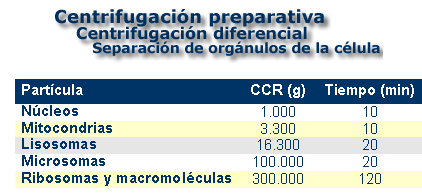 Centrifugación preparativa
Centrifugación diferencial
Separación de orgánulos de la célula
Partícula CCR (g) Tiempo (min)
Núcleos 1.000 10
Mitocondrias 3.300 10
Lisosomas 16.300 20
Microsomas 100.000 20
Ribosomas y macromoléculas 300.000 120